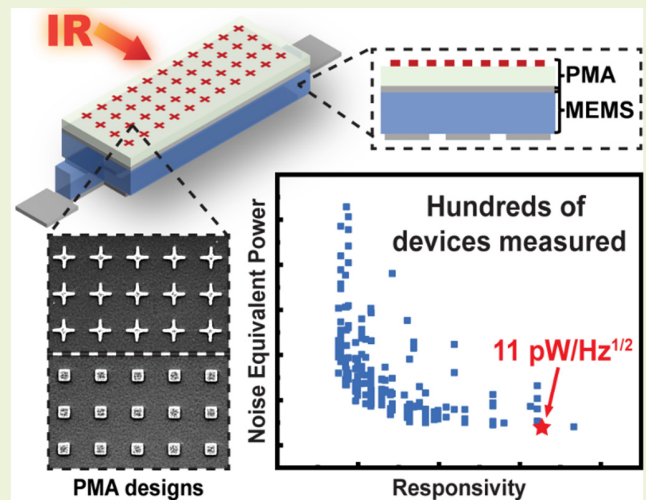 IR
PMA
MEMS
Hundreds of
devices measured
11 pW/Hz1/2
Noise Equivalent Power
PMA designs
Responsivity